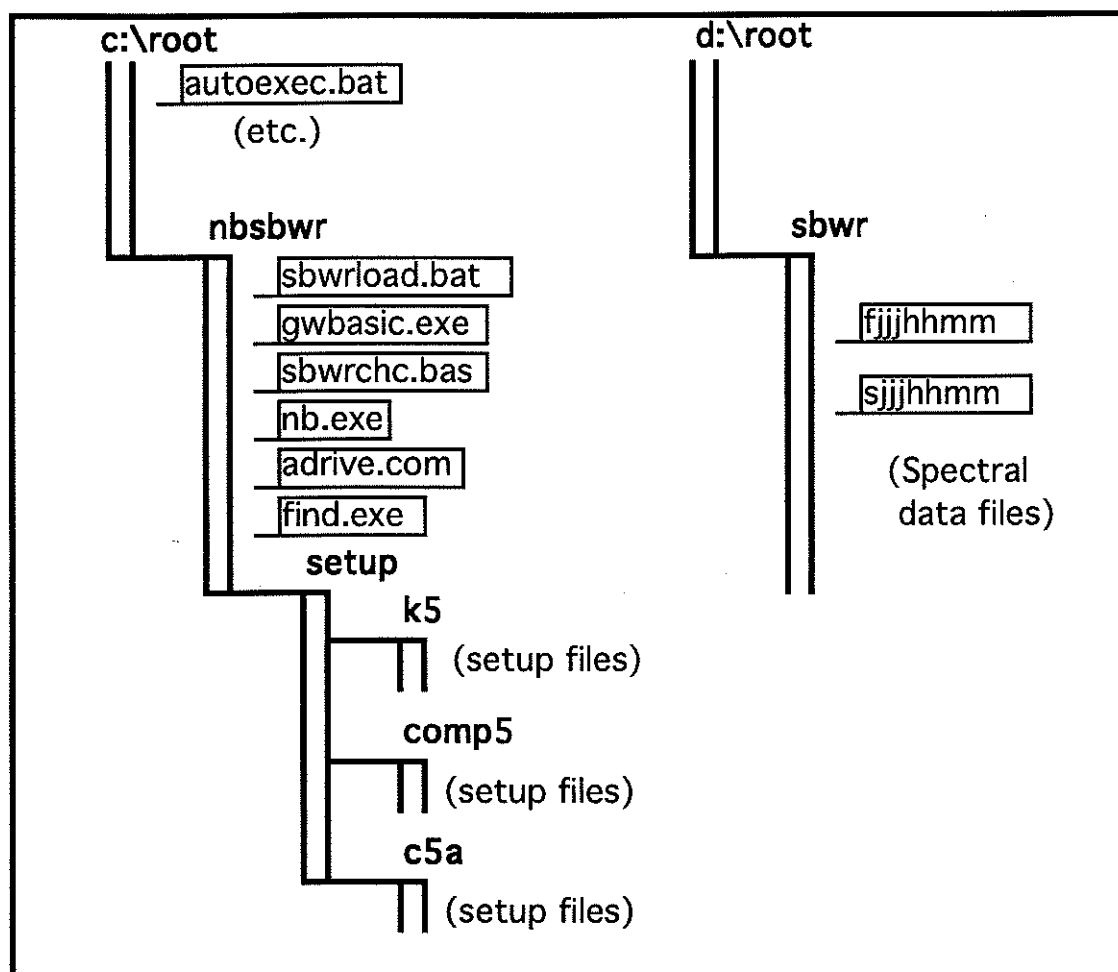 c:\root
autoexec.bat
(etc.)
nbsbwr
sbwrload.bat
gwbasic.exe
sbwrchc.bas
nb.exe
adrive.com
find.exe
setup
k5
(setup files)
comp5
(setup files)
c5a
(setup files)
d:\root
sbwr
fjjjhhmm
sjjjhhmm
(Spectral
data files)